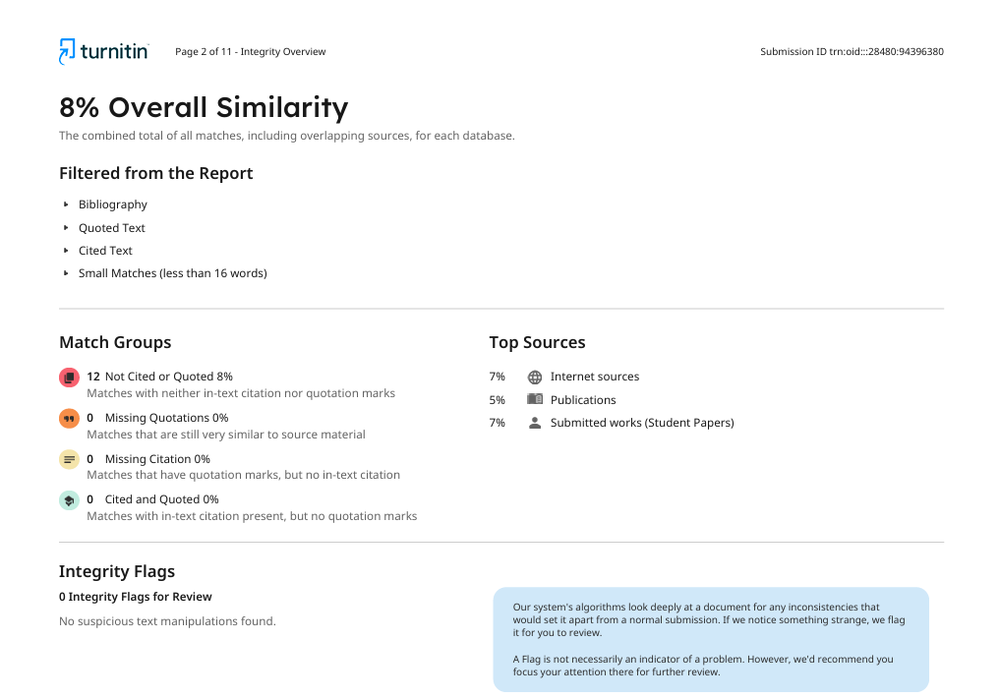 turnitin
Page 2 of 11 - Integrity Overview
Submission ID trn:oid:::28480:94396380
8% Overall Similarity
The combined total of all matches, including overlapping sources, for each database.
Filtered from the Report
Bibliography
Quoted Text
Cited Text
Small Matches (less than 16 words)
Match Groups
12 Not Cited or Quoted 8%
Matches with neither in-text citation nor quotation marks
0 Missing Quotations 0%
Matches that are still very similar to source material
0 Missing Citation 0%
Matches that have quotation marks, but no in-text citation
0 Cited and Quoted 0%
Matches with in-text citation present, but no quotation marks
Top Sources
7% Internet sources
5% Publications
7% Submitted works (Student Papers)
Integrity Flags
0 Integrity Flags for Review
No suspicious text manipulations found.
Our system's algorithms look deeply at a document for any inconsistencies that
would set it apart from a normal submission. If we notice something strange, we flag
it for you to review.
A Flag is not necessarily an indicator of a problem. However, we'd recommend you
focus your attention there for further review.